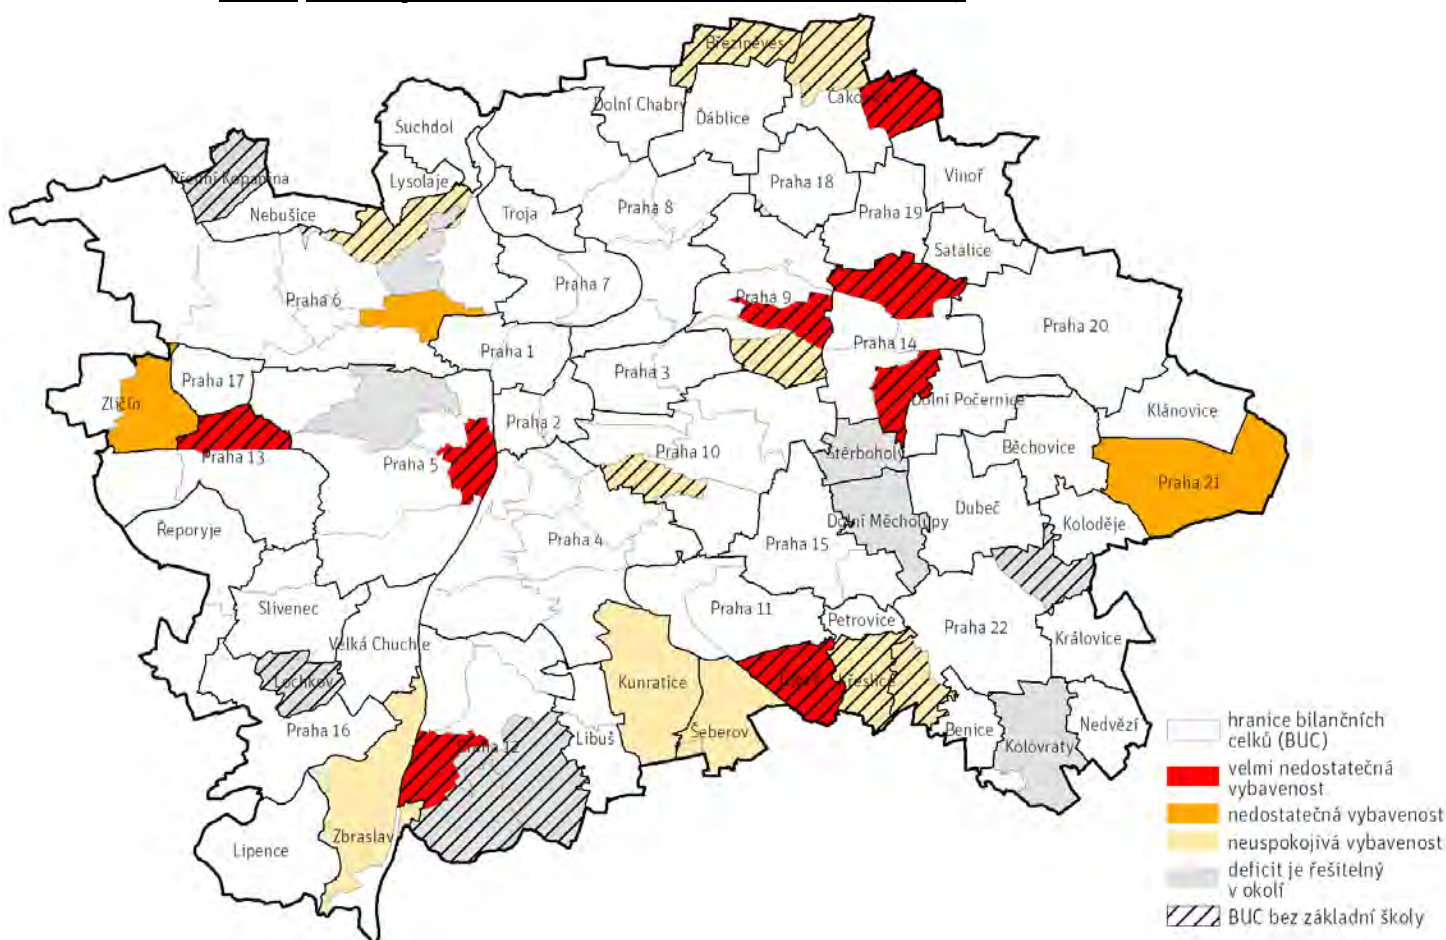 Březiněves
Dolní Chabry
Ďáblice
Čakovice
Suchdol
Přední Kopanina
Lysolaje
Praha 18
Vinoř
Nebušice
Troja
Praha 8
Praha 19
Satalice
Praha 6
Praha 7
Praha 9
Praha 20
Praha 1
Praha 14
Praha 3
Praha 17
Zličín
Dolní Počernice
Klánovice
Praha 2
Praha 13
Praha 5
Praha 10
Štěrboholy
Běchovice
Praha 21
Řeporyje
Praha 4
Dolní Měcholupy
Dubeč
Koloděje
Praha 15
Slivenec
Praha 11
Petrovice
Praha 22
Královice
Velká Chuchle
Lochkov
Kunratice
Újezd
Křeslice
Praha 16
Praha 12
Libuš
Šeberov
Benice
Kolovraty
Nedvězí
Zbraslav
Lipence
hranice bilančních
celků (BUC)
velmi nedostatečná
vybavenost
nedostatečná vybavenost
neuspokojivá vybavenost
deficit je řešitelný
v okolí
BUC bez základní školy